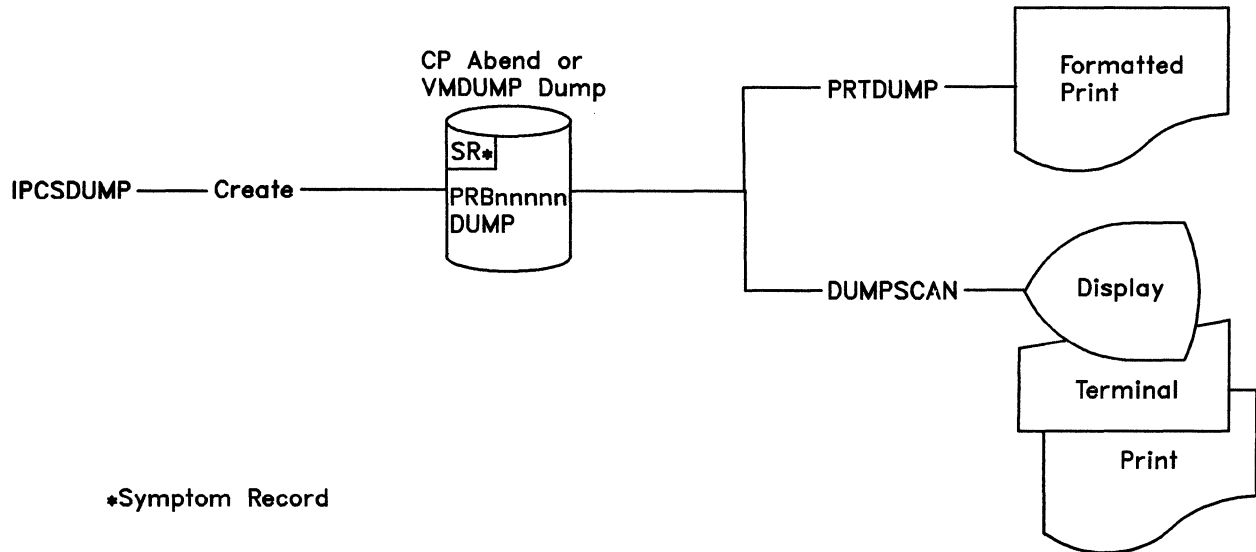 CP Abend or
VMDUMP Dump
SR*
IPCSDUMP
Create
PRBnnnnn
DUMP
PRTDUMP
Formatted
Print
DUMPSCAN
Display
Terminal
Print
*Symptom Record